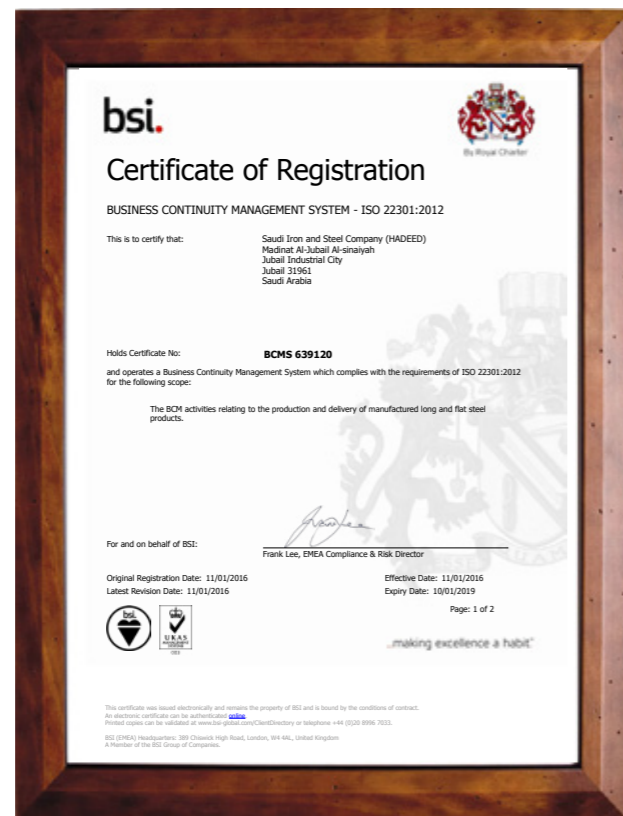 bsi.
By Royal Charter
Certificate of Registration
BUSINESS CONTINUITY MANAGEMENT SYSTEM - ISO 22301:2012
This is to certify that:
Saudi Iron and Steel Company (HADEED)
Madinat Al-Jubail Al-sinaiyah
Jubail Industrial City
Jubail 31961
Saudi Arabia
Holds Certificate No:
BCMS 639120
and operates a Business Continuity Management System which complies with the requirements of ISO 22301:2012
for the following scope:
The BCM activities relating to the production and delivery of manufactured long and flat steel
products.
For and on behalf of BSI:
Frank Lee, EMEA Compliance & Risk Director
Original Registration Date: 11/01/2016
Effective Date: 11/01/2016
Latest Revision Date: 11/01/2016
Expiry Date: 10/01/2019
Page: 1 of 2
bsi.
UKAS
MANAGEMENT
SYSTEMS
...making excellence a habit
This certificate was issued electronically and remains the property of BSI and is bound by the conditions of contract.
An electronic certificate can be authenticated online.
Printed copies can be validated at www.bsi-global.com/ClientDirectory or telephone +44 (0)20 8996 7033.
BSI (EMEA) Headquarters: 389 Chiswick High Road, London, W4 4AL, United Kingdom
A Member of the BSI Group of Companies.